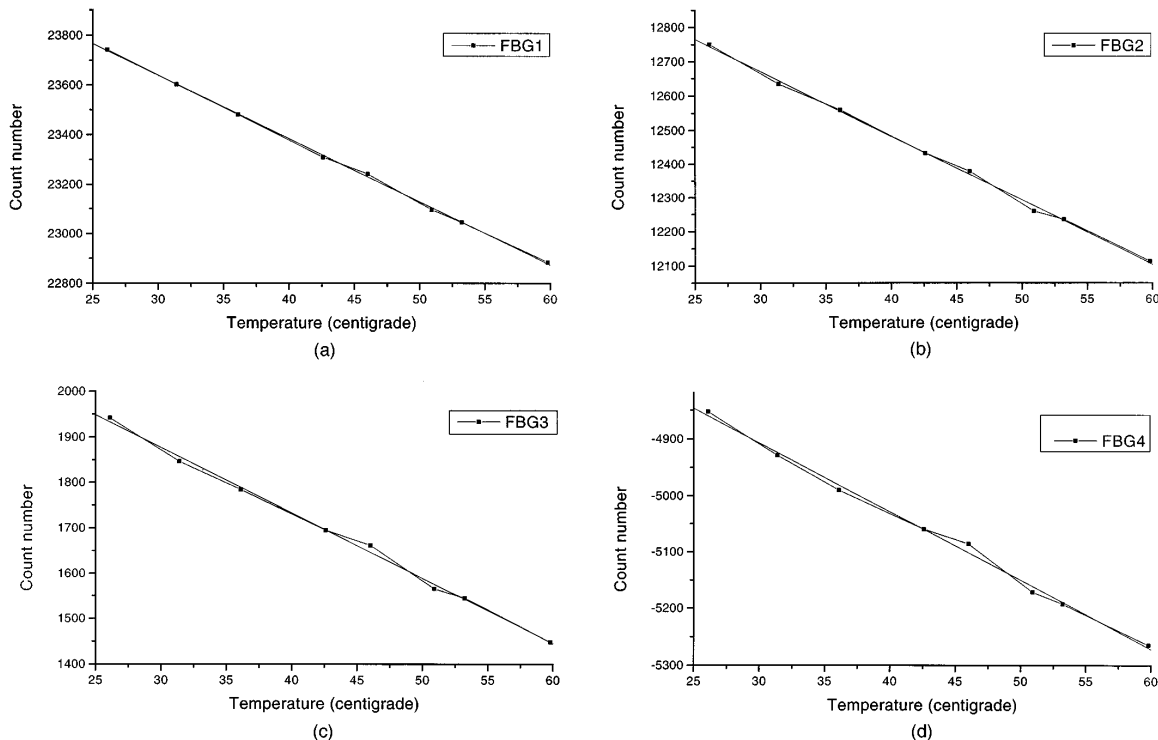 23800
23600
23400
23200
23000
22800
Count number
FBG1
25 30 35 40 45 50 55 60
Temperature (centigrade)
(a)
12800
12700
12600
12500
12400
12300
12200
12100
Count number
FBG2
25 30 35 40 45 50 55 60
Temperature (centigrade)
(b)
2000
1900
1800
1700
1600
1500
1400
Count number
FBG3
25 30 35 40 45 50 55 60
Temperature (centigrade)
(c)
-4900
-5000
-5100
-5200
-5300
Count number
FBG4
25 30 35 40 45 50 55 60
Temperature (centigrade)
(d)